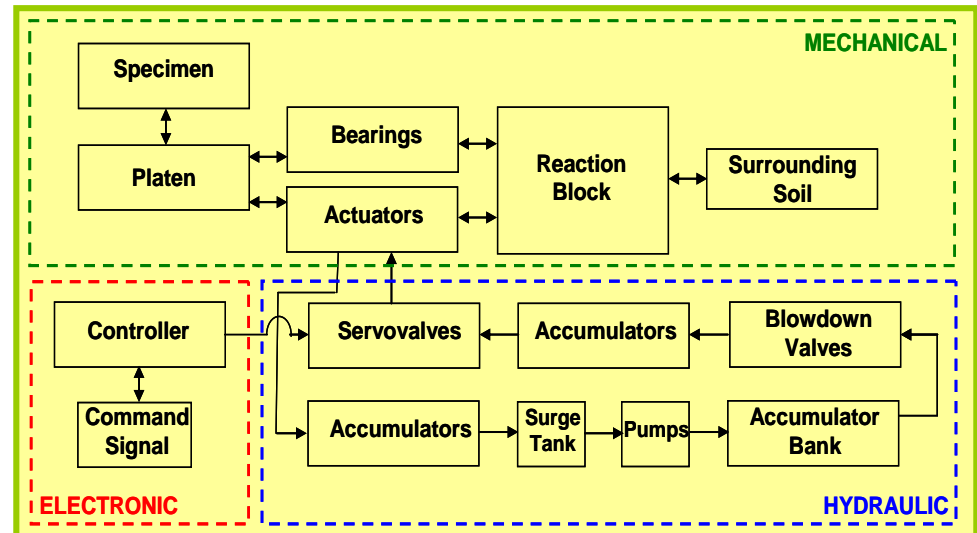 MECHANICAL
Specimen
Bearings
Platen
Reaction
Block
Surrounding
Soil
Actuators
Controller
Servovalves
Accumulators
Blowdown
Valves
Command
Signal
Accumulators
Surge
Tank
Pumps
Accumulator
Bank
ELECTRONIC
HYDRAULIC